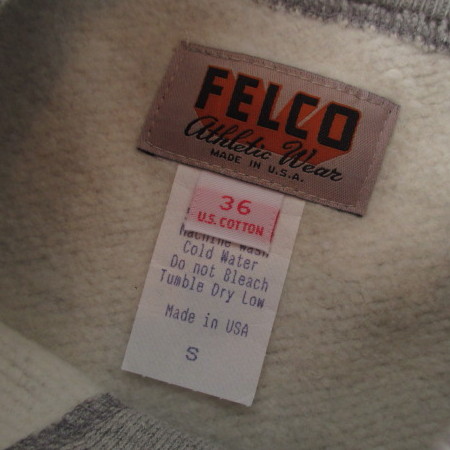 FELCO
Athletic Wear
MADE IN U.S.A.
36
U.S. COTTON
Machine Wash
Cold Water
Do not Bleach
Tumble Dry Low
Made in USA
S